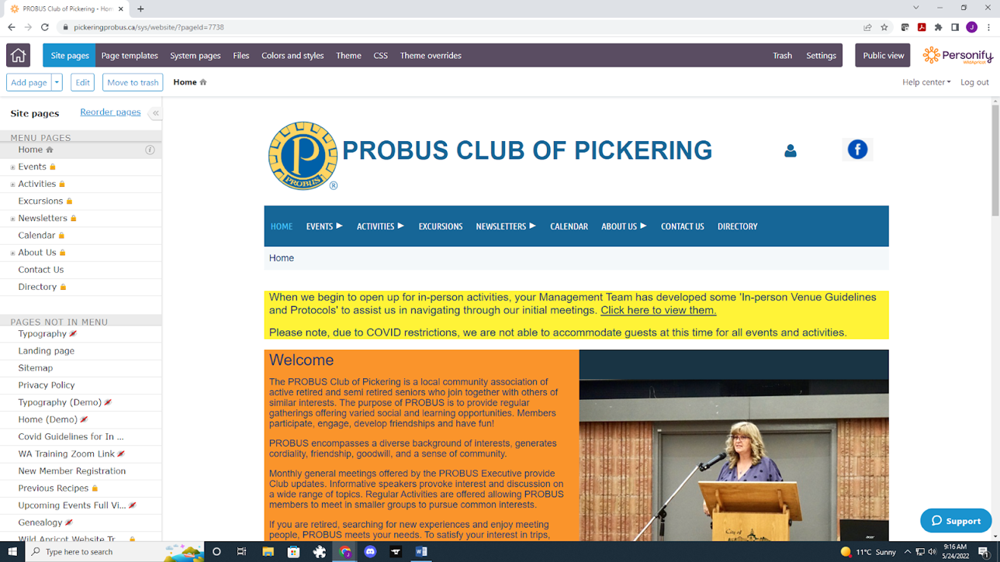 PROBUS Club of Pickering - Hom
pickeringprobus.ca/sys/website/?pageId=7738
J
Site pages Page templates System pages Files Colors and styles Theme CSS Theme overrides Trash Settings Public view Personify
WildApricot
Add page Edit Move to trash Home Help center Log out
Site pages Reorder pages
MENU PAGES
Home
Events
Activities
Excursions
Newsletters
Calendar
About Us
Contact Us
Directory
PAGES NOT IN MENU
Typography
Landing page
Sitemap
Privacy Policy
Typography (Demo)
Home (Demo)
Covid Guidelines for In ...
WA Training Zoom Link
New Member Registration
Previous Recipes
Upcoming Events Full Vi...
Genealogy
Wild Apricot Website Tr...
P
PROBUS
®
PROBUS CLUB OF PICKERING
f
HOME EVENTS ACTIVITIES EXCURSIONS NEWSLETTERS CALENDAR ABOUT US CONTACT US DIRECTORY
Home
When we begin to open up for in-person activities, your Management Team has developed some 'In-person Venue Guidelines
and Protocols' to assist us in navigating through our initial meetings. Click here to view them.
Please note, due to COVID restrictions, we are not able to accommodate guests at this time for all events and activities.
Welcome
The PROBUS Club of Pickering is a local community association of
active retired and semi retired seniors who join together with others of
similar interests. The purpose of PROBUS is to provide regular
gatherings offering varied social and learning opportunities. Members
participate, engage, develop friendships and have fun!
PROBUS encompasses a diverse background of interests, generates
cordiality, friendship, goodwill, and a sense of community.
Monthly general meetings offered by the PROBUS Executive provide
Club updates. Informative speakers provoke interest and discussion on
a wide range of topics. Regular Activities are offered allowing PROBUS
members to meet in smaller groups to pursue common interests.
If you are retired, searching for new experiences and enjoy meeting
people, PROBUS meets your needs. To satisfy your interest in trips,
City of
acer
Support
Type here to search
11°C Sunny
9:16 AM
5/24/2022